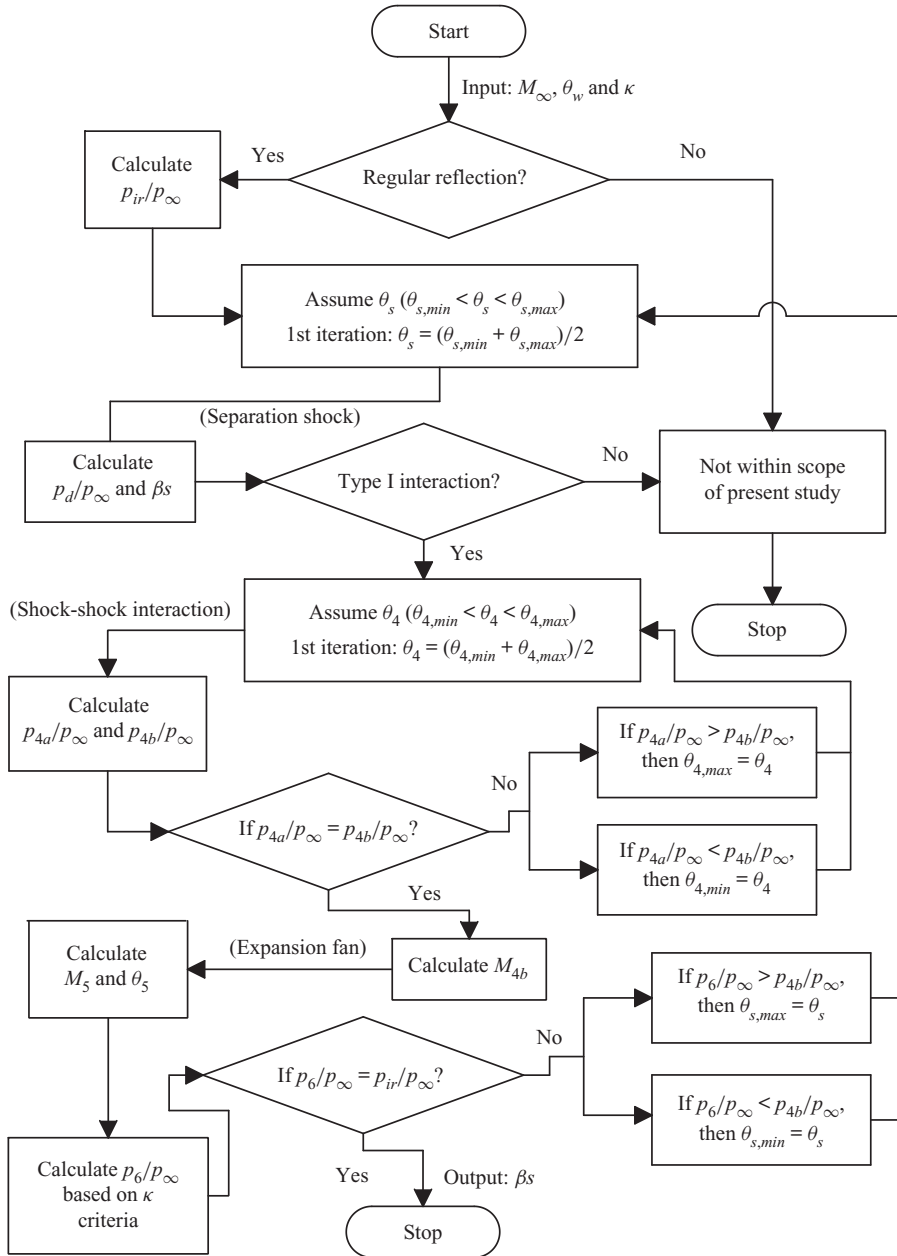 Start
Input: M∞, θw and κ
Yes
No
Calculate
pir/p∞
Regular reflection?
Assume θs (θs,min < θs < θs,max)
1st iteration: θs = (θs,min + θs,max)/2
(Separation shock)
Calculate
pd/p∞ and βs
Type I interaction?
No
Not within scope
of present study
Yes
Stop
(Shock-shock interaction)
Assume θ4 (θ4,min < θ4 < θ4,max)
1st iteration: θ4 = (θ4,min + θ4,max)/2
Calculate
p4a/p∞ and p4b/p∞
If p4a/p∞ = p4b/p∞?
No
If p4a/p∞ > p4b/p∞,
then θ4,max = θ4
If p4a/p∞ < p4b/p∞,
then θ4,min = θ4
Yes
Calculate M4b
(Expansion fan)
Calculate
M5 and θ5
If p6/p∞ = pir/p∞?
No
If p6/p∞ > p4b/p∞,
then θs,max = θs
If p6/p∞ < p4b/p∞,
then θs,min = θs
Calculate p6/p∞
based on κ
criteria
Yes
Output: βs
Stop